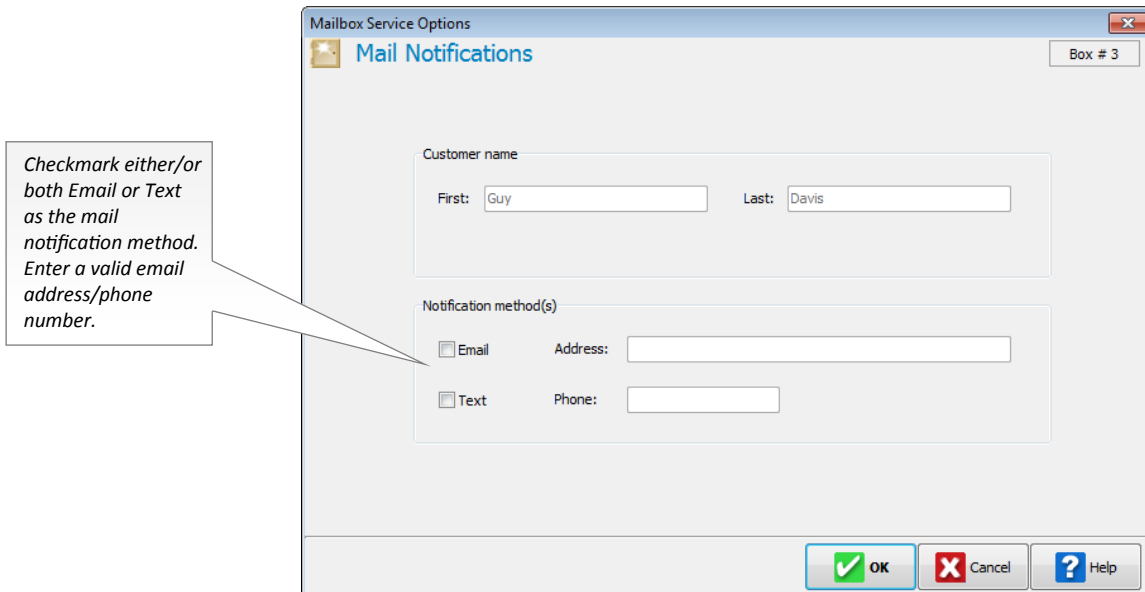 Mailbox Service Options
Mail Notifications
Box # 3
Checkmark either/or
both Email or Text
as the mail
notification method.
Enter a valid email
address/phone
number.
Customer name
First: Guy Last: Davis
Notification method(s)
Email Address:
Text Phone:
OK Cancel Help